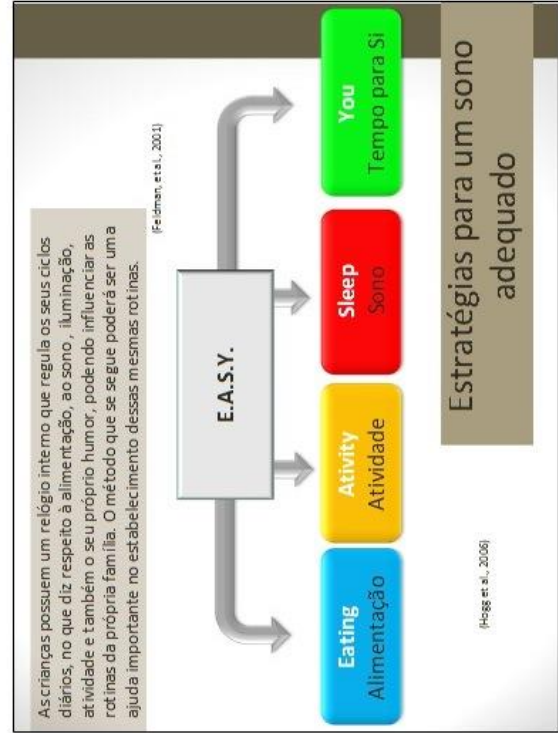 As crianças possuem um relógio interno que regula os seus ciclos
diários, no que diz respeito à alimentação, ao sono, iluminação,
atividade e também o seu próprio humor, podendo influenciar as
rotinas da própria família. O método que se segue poderá ser uma
ajuda importante no estabelecimento dessas mesmas rotinas.
(Feldman, et al., 2001)
E.A.S.Y.
Eating
Alimentação
Ativity
Atividade
Sleep
Sono
You
Tempo para Si
Estratégias para um sono
adequado
(Hogg et al., 2006)